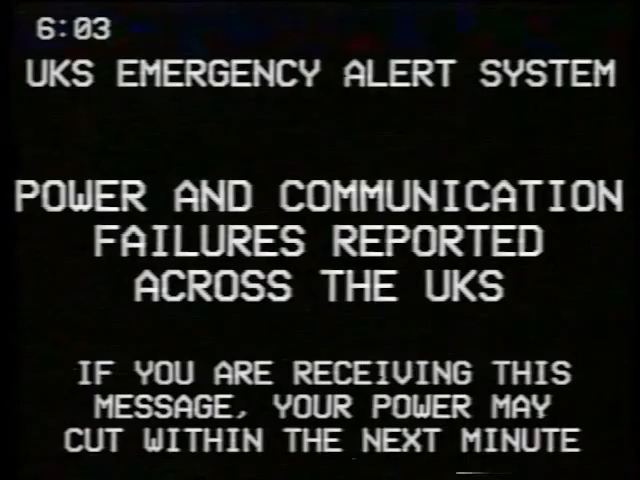 6:03
UKS EMERGENCY ALERT SYSTEM
POWER AND COMMUNICATION
FAILURES REPORTED
ACROSS THE UKS
IF YOU ARE RECEIVING THIS
MESSAGE, YOUR POWER MAY
CUT WITHIN THE NEXT MINUTE